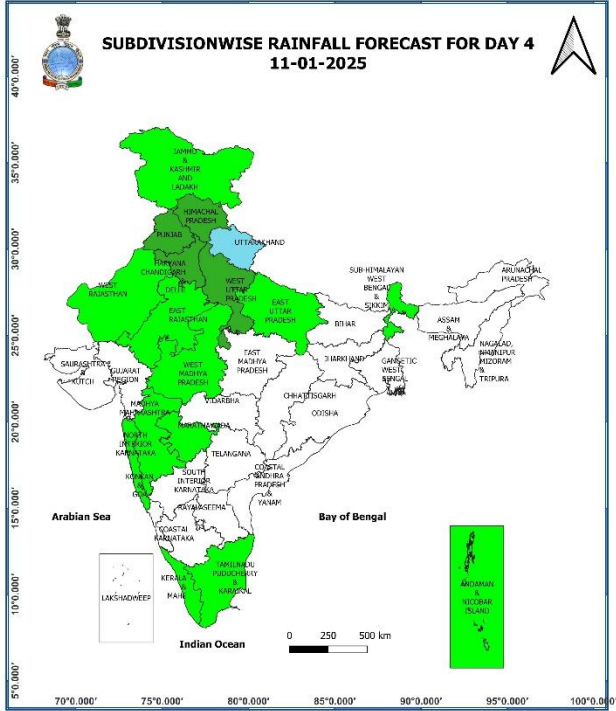 SUBDIVISIONWISE RAINFALL FORECAST FOR DAY 4
11-01-2025
40°0.000'
35°0.000'
30°0.000'
25°0.000'
20°0.000'
15°0.000'
10°0.000'
5°0.000'
JAMMU
&
KASHMIR
AND
LADAKH
HIMACHAL
PRADESH
PUNJAB
UTTARAKHAND
HARYANA
CHANDIGARH
&
DELHI
WEST
UTTAR
PRADESH
WEST
RAJASTHAN
EAST
RAJASTHAN
EAST
UTTAR
PRADESH
SUB-HIMALAYAN
WEST
BENGAL
&
SIKKIM
ARUNACHAL
PRADESH
ASSAM
&
MEGHALAYA
NAGALAD,
MIZORAM
&
TRIPURA
BIHAR
JHARKHAND
GANGETIC
WEST
BENGAL
EAST
MADHYA
PRADESH
WEST
MADHYA
PRADESH
SAURASHTRA
&
KUTCH
GUJARAT
REGION
CHHATTISGARH
ODISHA
VIDARBHA
MADHYA
MAHARASHTRA
MARATHAWADA
NORTH
INTERIOR
KARNATAKA
TELANGANA
KONKAN
&
GOA
SOUTH
INTERIOR
KARNATAKA
COASTAL
ANDHRA
PRADESH
&
YANAM
RAYALASEEMA
COASTAL
KARNATAKA
Arabian Sea
Bay of Bengal
LAKSHADWEEP
KERALA
&
MAHE
TAMILNADU
PUDUCHERRY
&
KARAIKAL
ANDAMAN
&
NICOBAR
ISLAND
Indian Ocean
0 250 500 km
70°0.000' 75°0.000' 80°0.000' 85°0.000' 90°0.000' 95°0.000' 100°0.000'